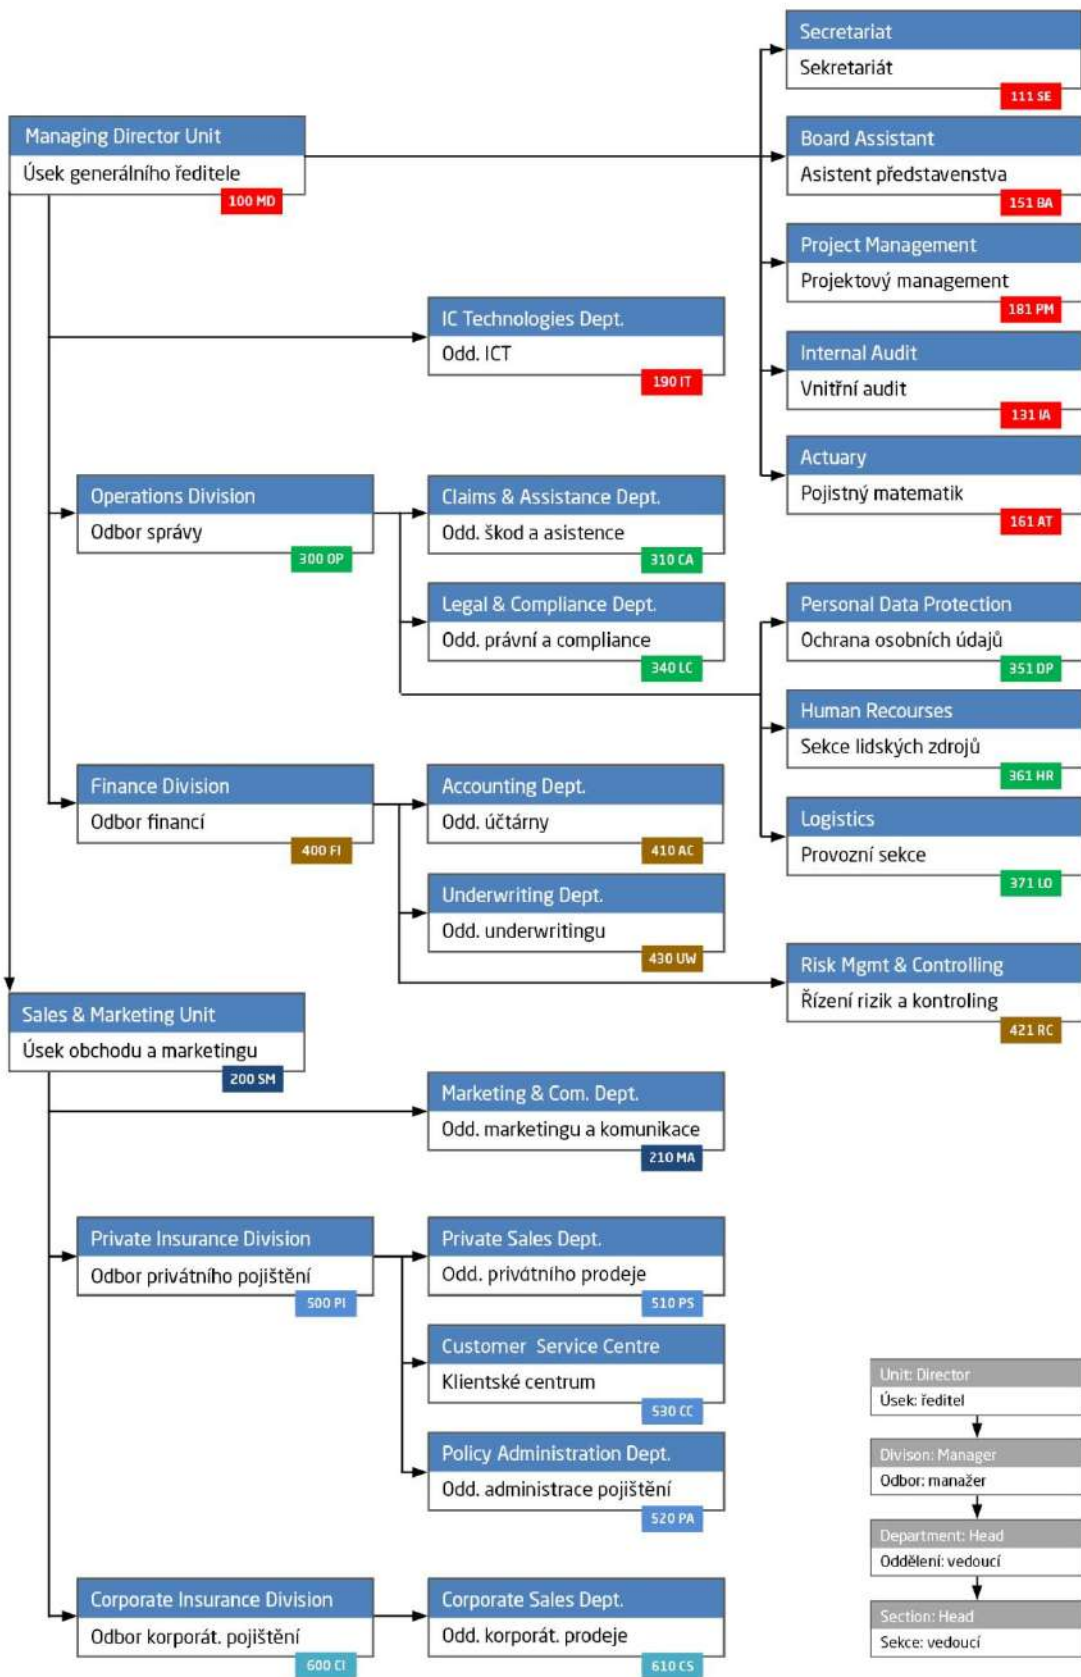 Secretariat
Sekretariát
111 SE
Managing Director Unit
Úsek generálního ředitele
100 MD
Board Assistant
Asistent představenstva
151 BA
Project Management
Projektový management
181 PM
IC Technologies Dept.
Odd. ICT
190 IT
Internal Audit
Vnitřní audit
131 IA
Actuary
Pojistný matematik
161 AT
Operations Division
Odbor správy
300 OP
Claims & Assistance Dept.
Odd. škod a asistence
310 CA
Legal & Compliance Dept.
Odd. právní a compliance
340 LC
Personal Data Protection
Ochrana osobních údajů
351 DP
Human Recourses
Sekce lidských zdrojů
361 HR
Finance Division
Odbor financí
400 FI
Accounting Dept.
Odd. účtárny
410 AC
Logistics
Provozní sekce
371 LO
Underwriting Dept.
Odd. underwritingu
430 UW
Risk Mgmt & Controlling
Řízení rizik a kontroling
421 RC
Sales & Marketing Unit
Úsek obchodu a marketingu
200 SM
Marketing & Com. Dept.
Odd. marketingu a komunikace
210 MA
Private Insurance Division
Odbor privátního pojištění
500 PI
Private Sales Dept.
Odd. privátního prodeje
510 PS
Customer Service Centre
Klientské centrum
530 CC
Policy Administration Dept.
Odd. administrace pojištění
520 PA
Corporate Insurance Division
Odbor korporát. pojištění
600 CI
Corporate Sales Dept.
Odd. korporát. prodeje
610 CS
Unit: Director
Úsek: ředitel
Divison: Manager
Odbor: manažer
Department: Head
Oddělení: vedoucí
Section: Head
Sekce: vedoucí